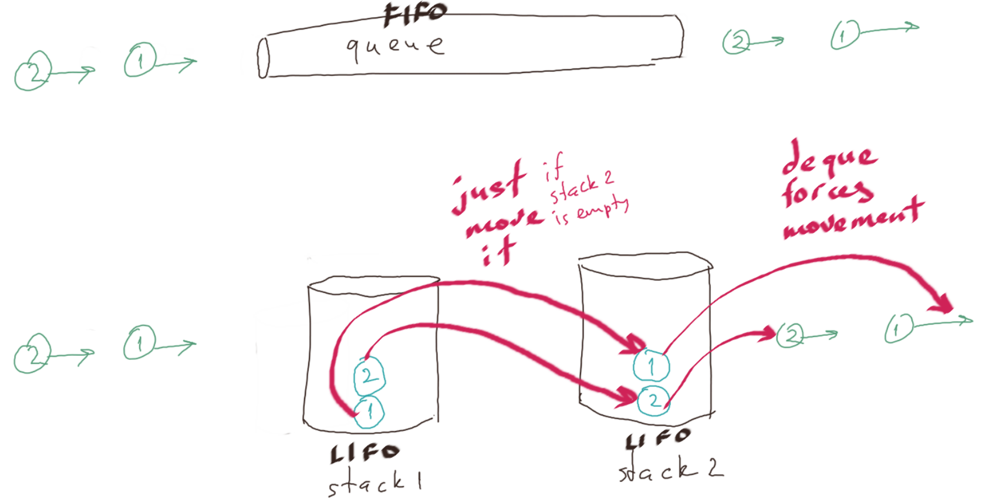 FIFO
queue
2 1 2 1
just if
stack 2
move is empty
it
deque
forces
movement
2 1 2 1 2 1
1 2
LIFO LIFO
stack 1 stack 2